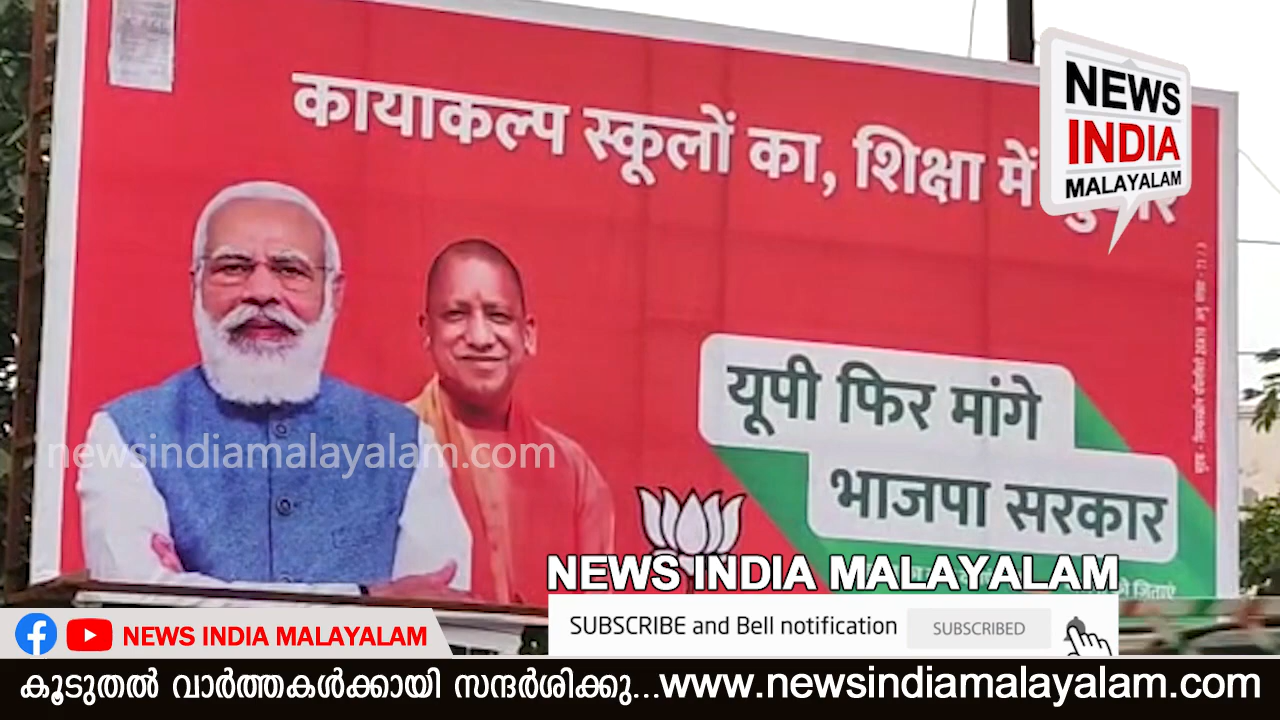 कायाकल्प स्कूलों का, शिक्षा में
NEWS
INDIA
MALAYALAM
यूपी फिर मांगे
भाजपा सरकार
newsindiamalayalam.com
NEWS INDIA MALAYALAM
SUBSCRIBE and Bell notification
SUBSCRIBED
NEWS INDIA MALAYALAM
കൂടുതൽ വാർത്തകൾക്കായി സന്ദർശിക്കു...www.newsindiamalayalam.com